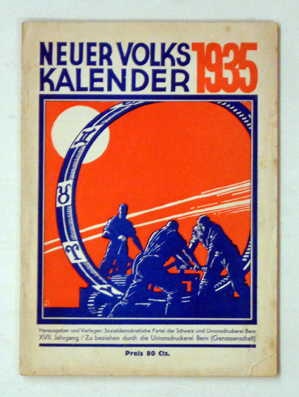 NEUER VOLKS
KALENDER 1935
Herausgeber und Verleger: Sozialdemokratische Partei der Schweiz und Unionsdruckerei Bern
XVII. Jahrgang / Zu beziehen durch die Unionsdruckerei Bern (Genossenschaft)
Preis 80 Cts.